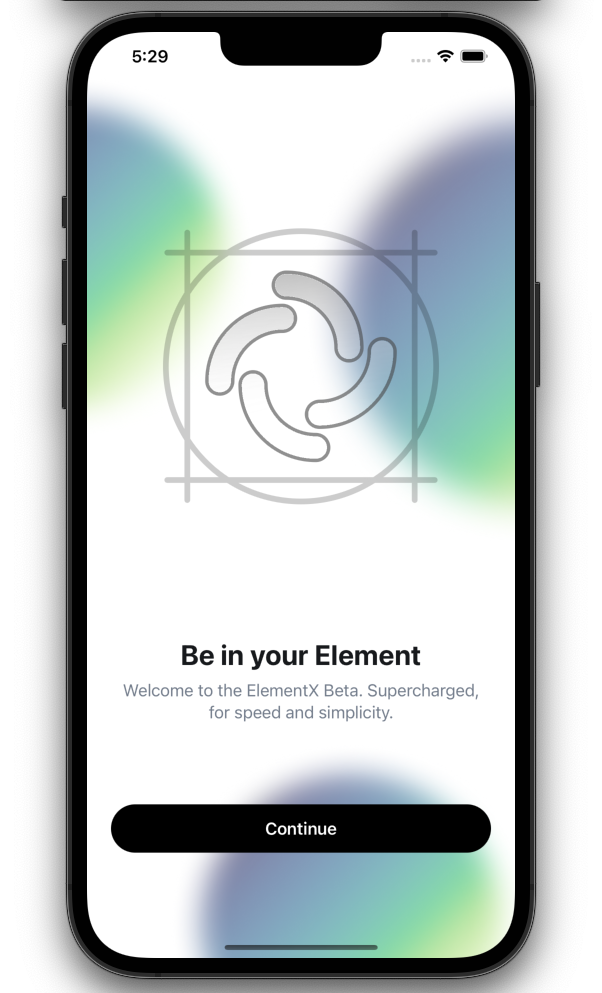 5:29
Be in your Element
Welcome to the ElementX Beta. Supercharged,
for speed and simplicity.
Continue